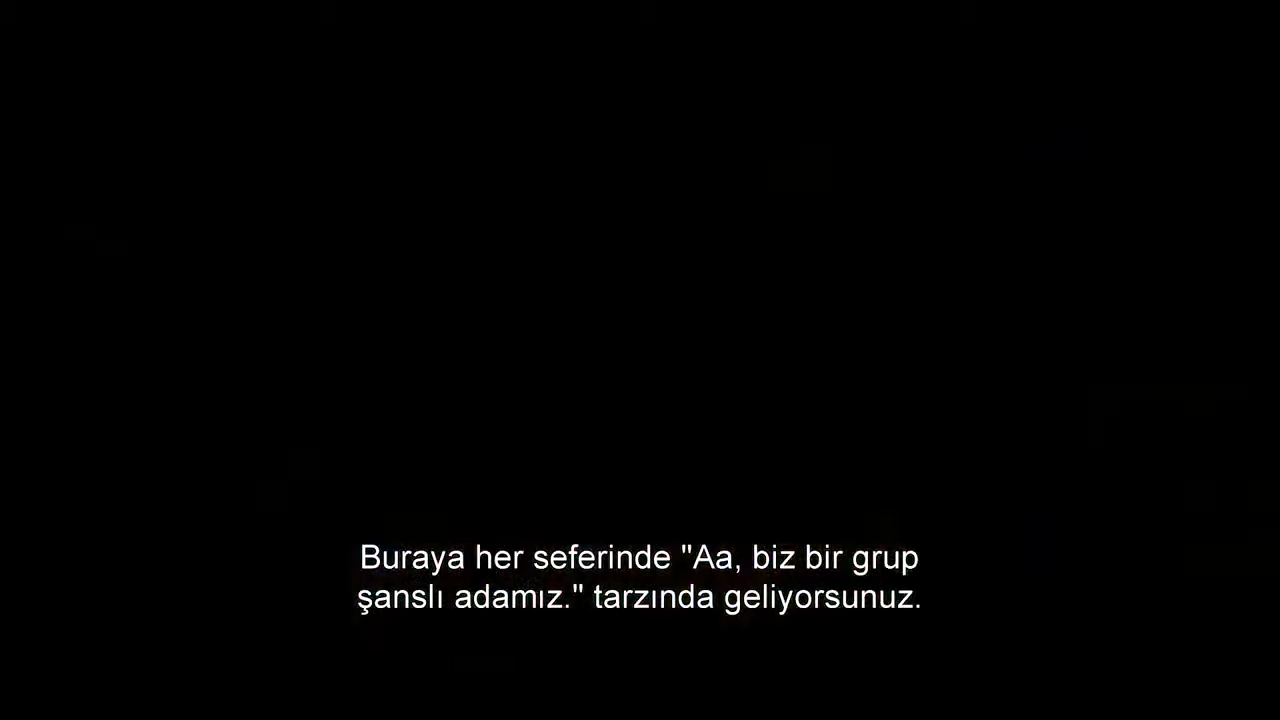 Buraya her seferinde "Aa, biz bir grup
şanslı adamız." tarzında geliyorsunuz.